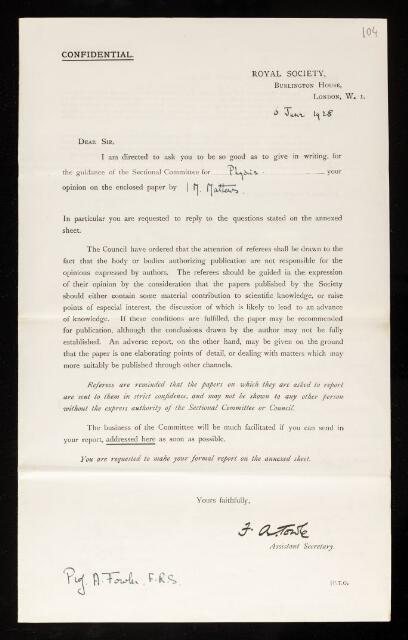 104
CONFIDENTIAL.
ROYAL SOCIETY,
BURLINGTON HOUSE,
LONDON, W. 1.
6 June 1928
DEAR SIR,
I am directed to ask you to be so good as to give in writing, for
the guidance of the Sectional Committee for Physics your
opinion on the enclosed paper by M. Matters.
In particular you are requested to reply to the questions stated on the annexed
sheet.
The Council have ordered that the attention of referees shall be drawn to the
fact that the body or bodies authorizing publication are not responsible for the
opinions expressed by authors. The referees should be guided in the expression
of their opinion by the consideration that the papers published by the Society
should either contain some material contribution to scientific knowledge, or raise
points of especial interest, the discussion of which is likely to lead to an advance
of knowledge. If these conditions are fulfilled, the paper may be recommended
for publication, although the conclusions drawn by the author may not be fully
established. An adverse report, on the other hand, may be given on the ground
that the paper is one elaborating points of detail, or dealing with matters which may
more suitably be published through other channels.
Referees are reminded that the papers on which they are asked to report
are sent to them in strict confidence, and may not be shown to any other person
without the express authority of the Sectional Committee or Council.
The business of the Committee will be much facilitated if you can send in
your report, addressed here as soon as possible.
You are requested to make your formal report on the annexed sheet.
Yours faithfully,
F. A. Towle
Assistant Secretary.
Prof A. Fowler, F.R.S.
[P.T.O.